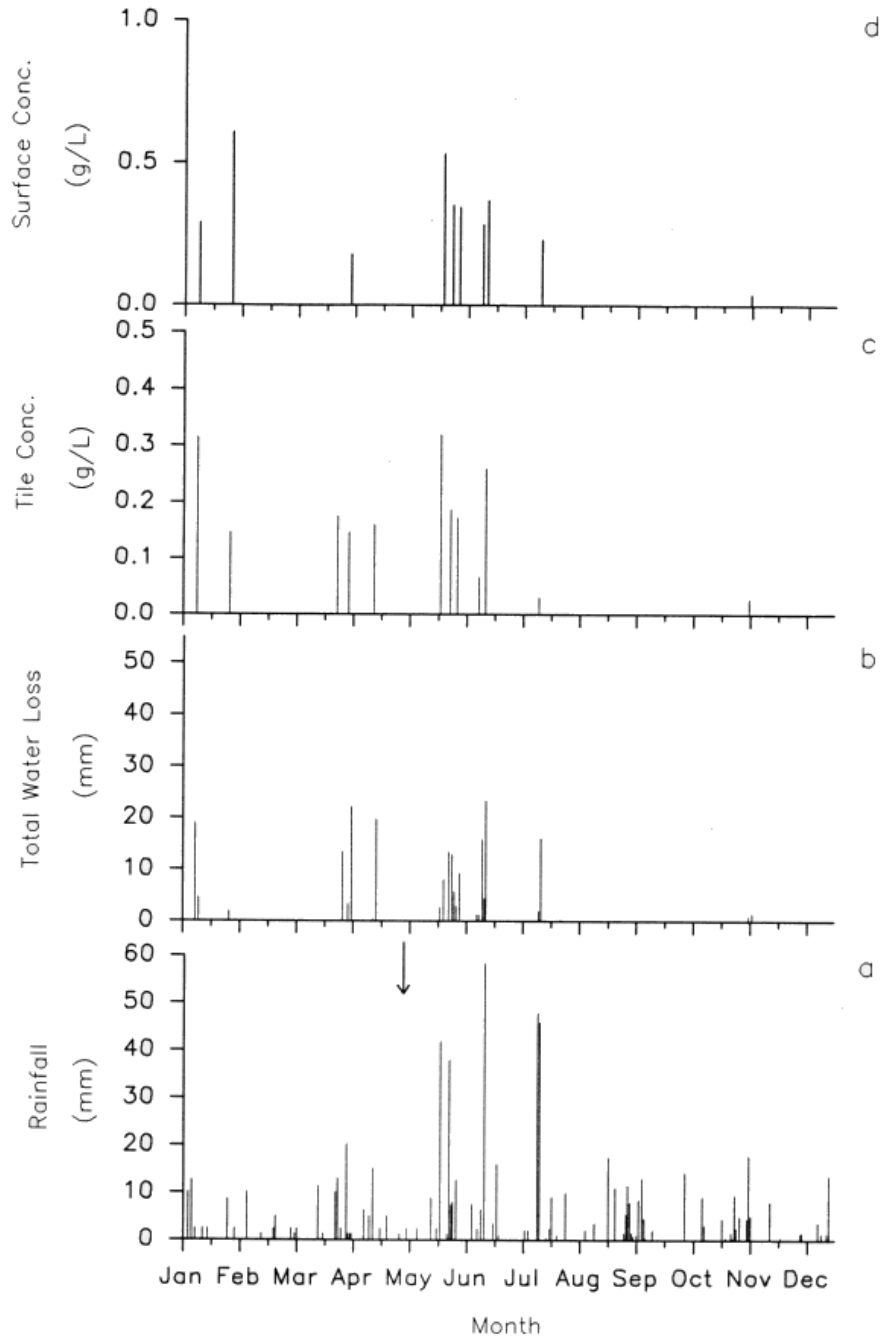 d
Surface Conc.
(g/L)
1.0
0.5
0.0
c
Tile Conc.
(g/L)
0.5
0.4
0.3
0.2
0.1
0.0
b
Total Water Loss
(mm)
50
40
30
20
10
0
a
Rainfall
(mm)
60
50
40
30
20
10
0
Jan Feb Mar Apr May Jun Jul Aug Sep Oct Nov Dec
Month